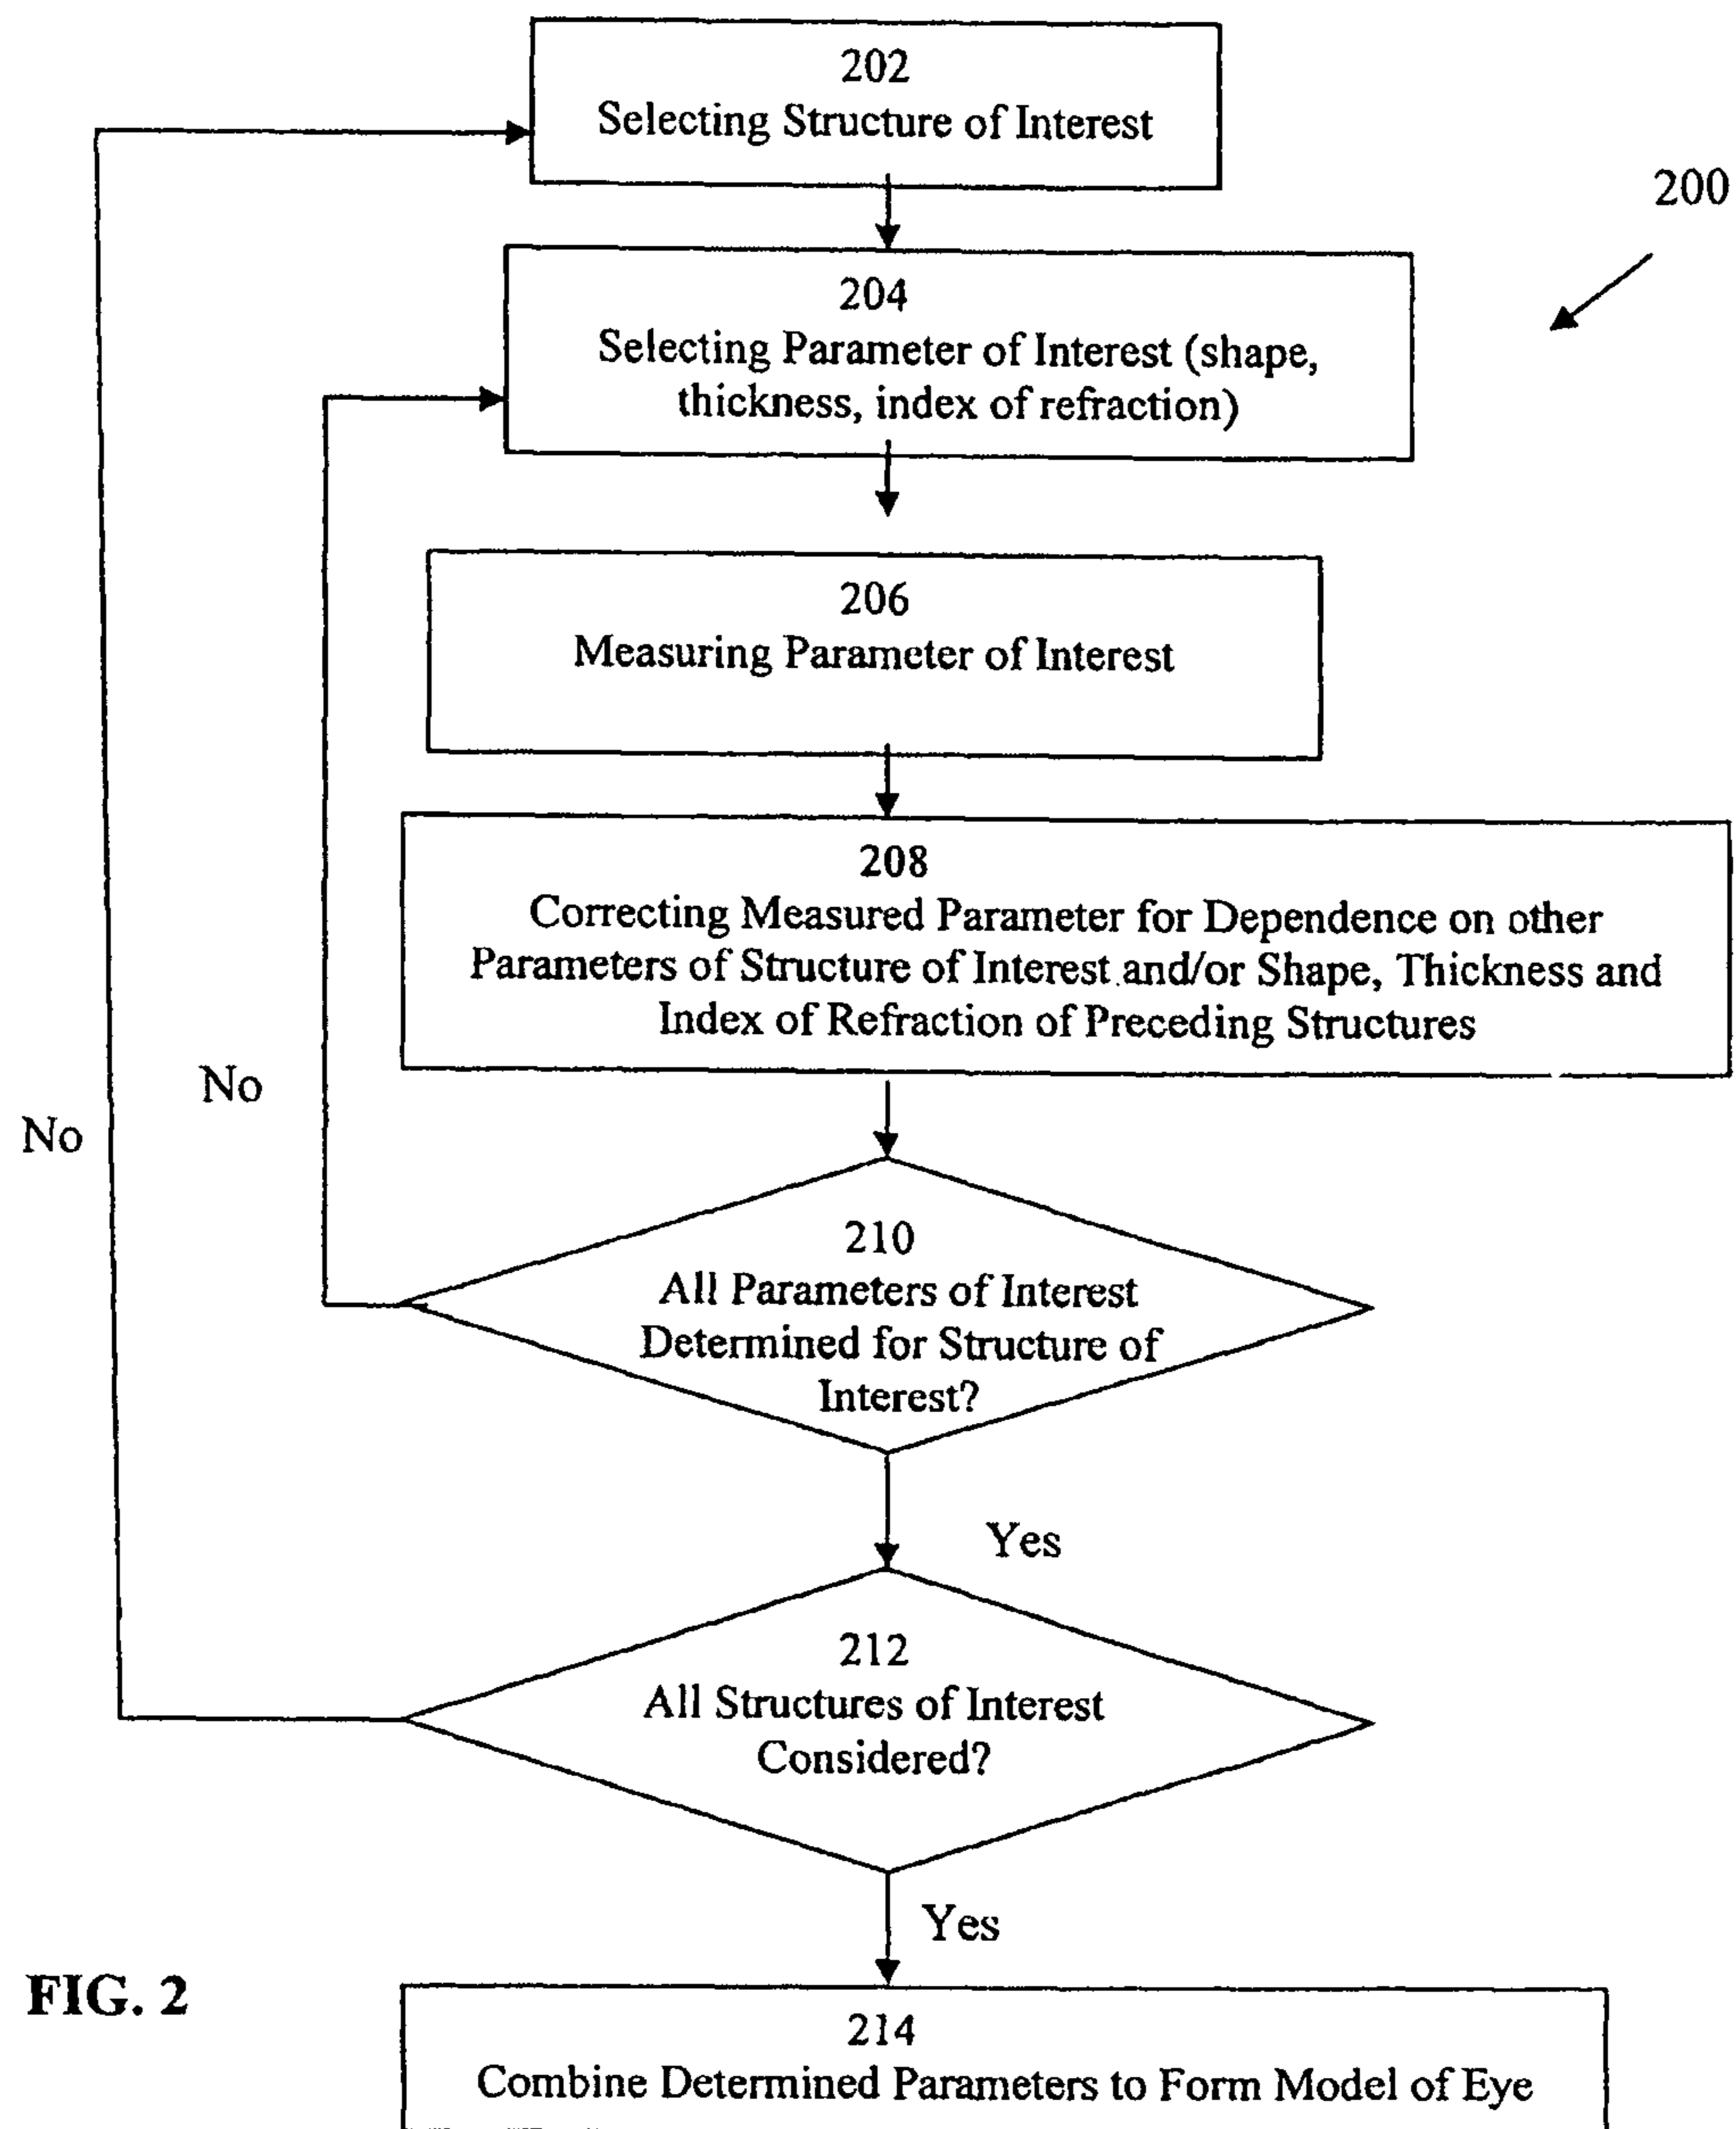 202
Selecting Structure of Interest
200
204
Selecting Parameter of Interest (shape,
thickness, index of refraction)
206
Measuring Parameter of Interest
208
Correcting Measured Parameter for Dependence on other
Parameters of Structure of Interest and/or Shape, Thickness and
Index of Refraction of Preceding Structures
No
No
210
All Parameters of Interest
Determined for Structure of
Interest?
Yes
212
All Structures of Interest
Considered?
Yes
FIG. 2
214
Combine Determined Parameters to Form Model of Eye